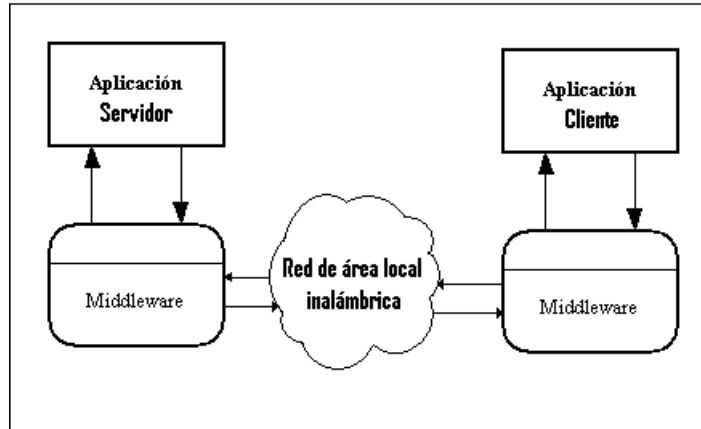 Aplicación
Servidor
Aplicación
Cliente
Red de área local
inalámbrica
Middleware
Middleware